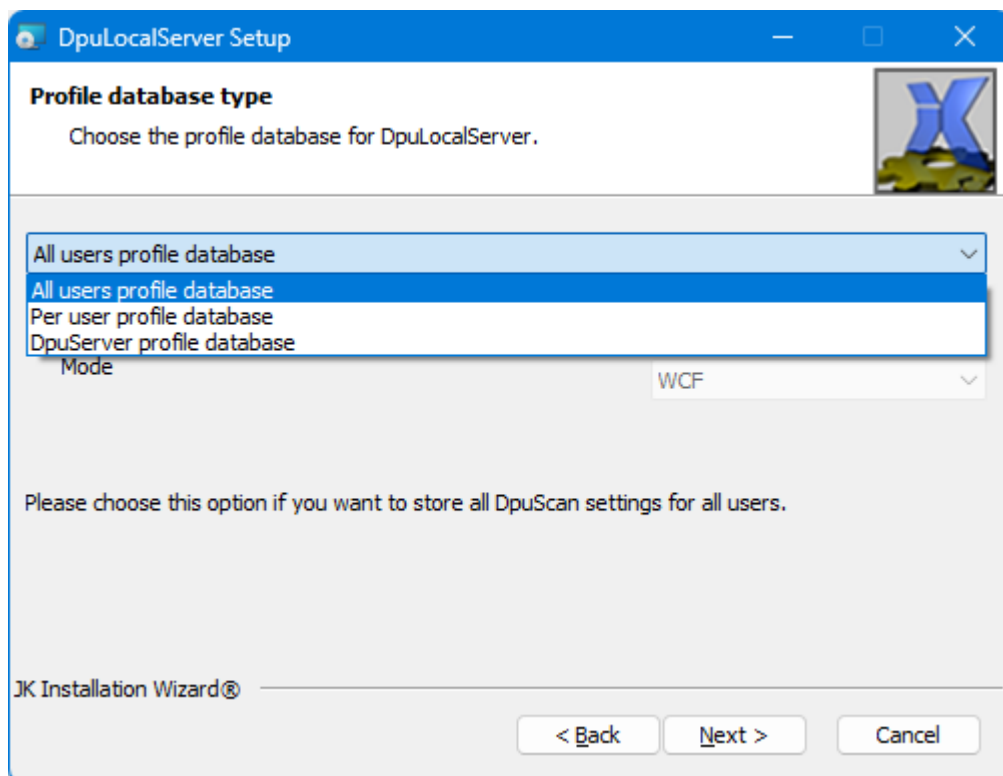 DpuLocalServer Setup
Profile database type
Choose the profile database for DpuLocalServer.
All users profile database
All users profile database
Per user profile database
DpuServer profile database
Mode
WCF
Please choose this option if you want to store all DpuScan settings for all users.
JK Installation Wizard®
< Back
Next >
Cancel